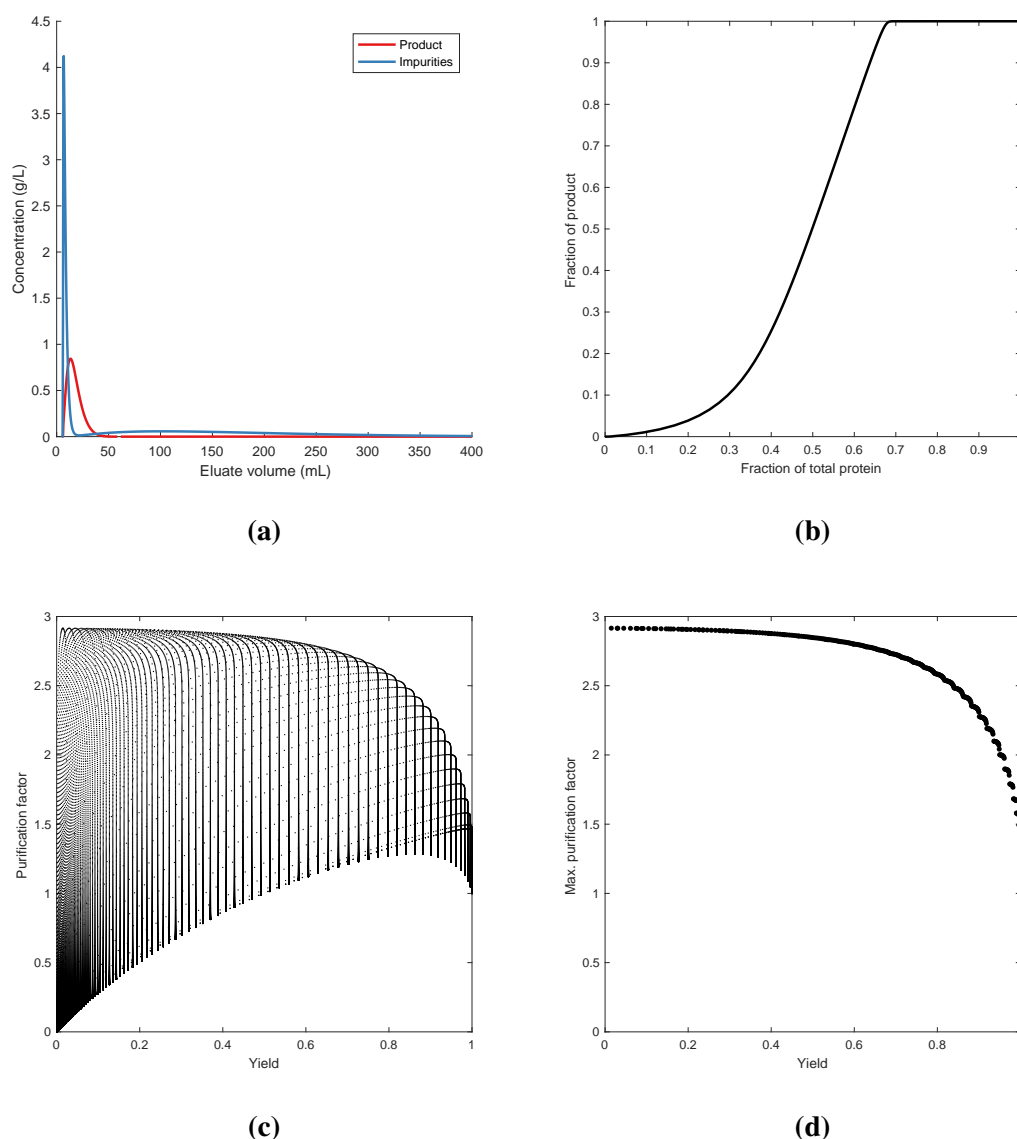 4.5
4
3.5
3
2.5
2
1.5
1
0.5
0
Concentration (g/L)
Product
Impurities
0 50 100 150 200 250 300 350 400
Eluate volume (mL)
(a)
1
0.9
0.8
0.7
0.6
0.5
0.4
0.3
0.2
0.1
0
Fraction of product
0 0.1 0.2 0.3 0.4 0.5 0.6 0.7 0.8 0.9
Fraction of total protein
(b)
3
2.5
2
1.5
1
0.5
0
Purification factor
0 0.2 0.4 0.6 0.8 1
Yield
(c)
3
2.5
2
1.5
1
0.5
0
Max. purification factor
0 0.2 0.4 0.6 0.8
Yield
(d)